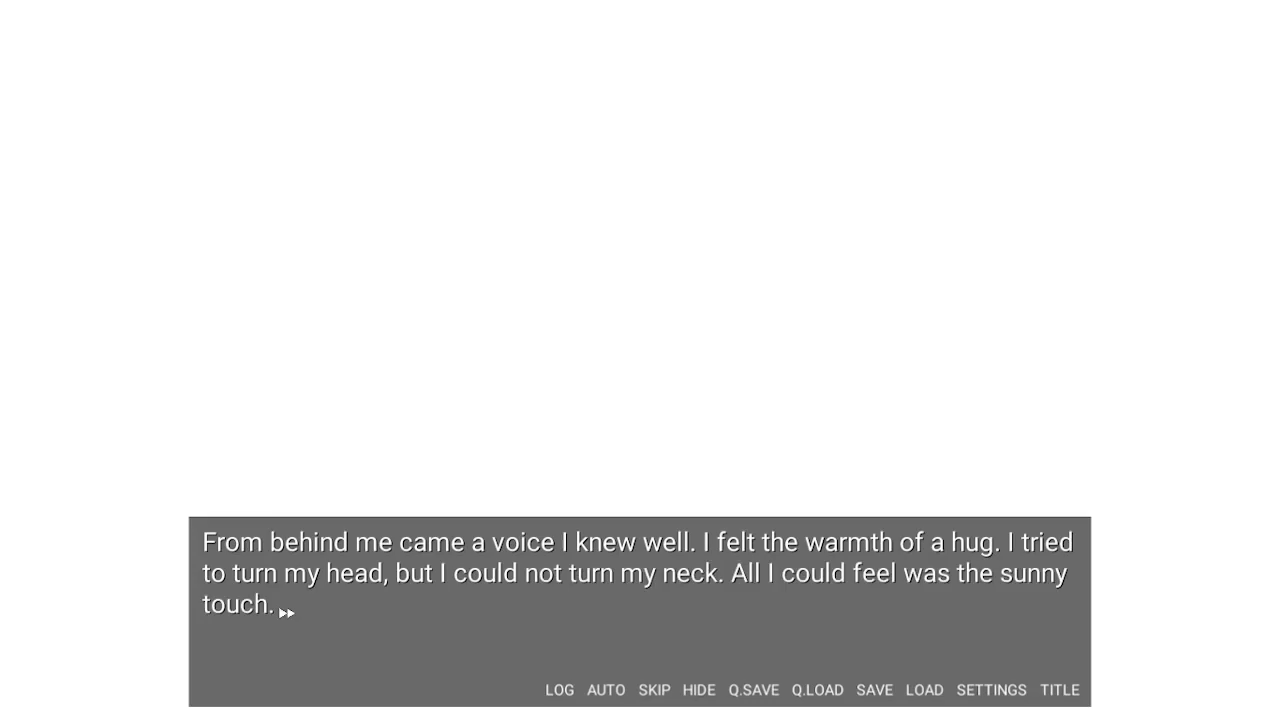 From behind me came a voice I knew well. I felt the warmth of a hug. I tried
to turn my head, but I could not turn my neck. All I could feel was the sunny
touch.
LOG AUTO SKIP HIDE Q.SAVE Q.LOAD SAVE LOAD SETTINGS TITLE